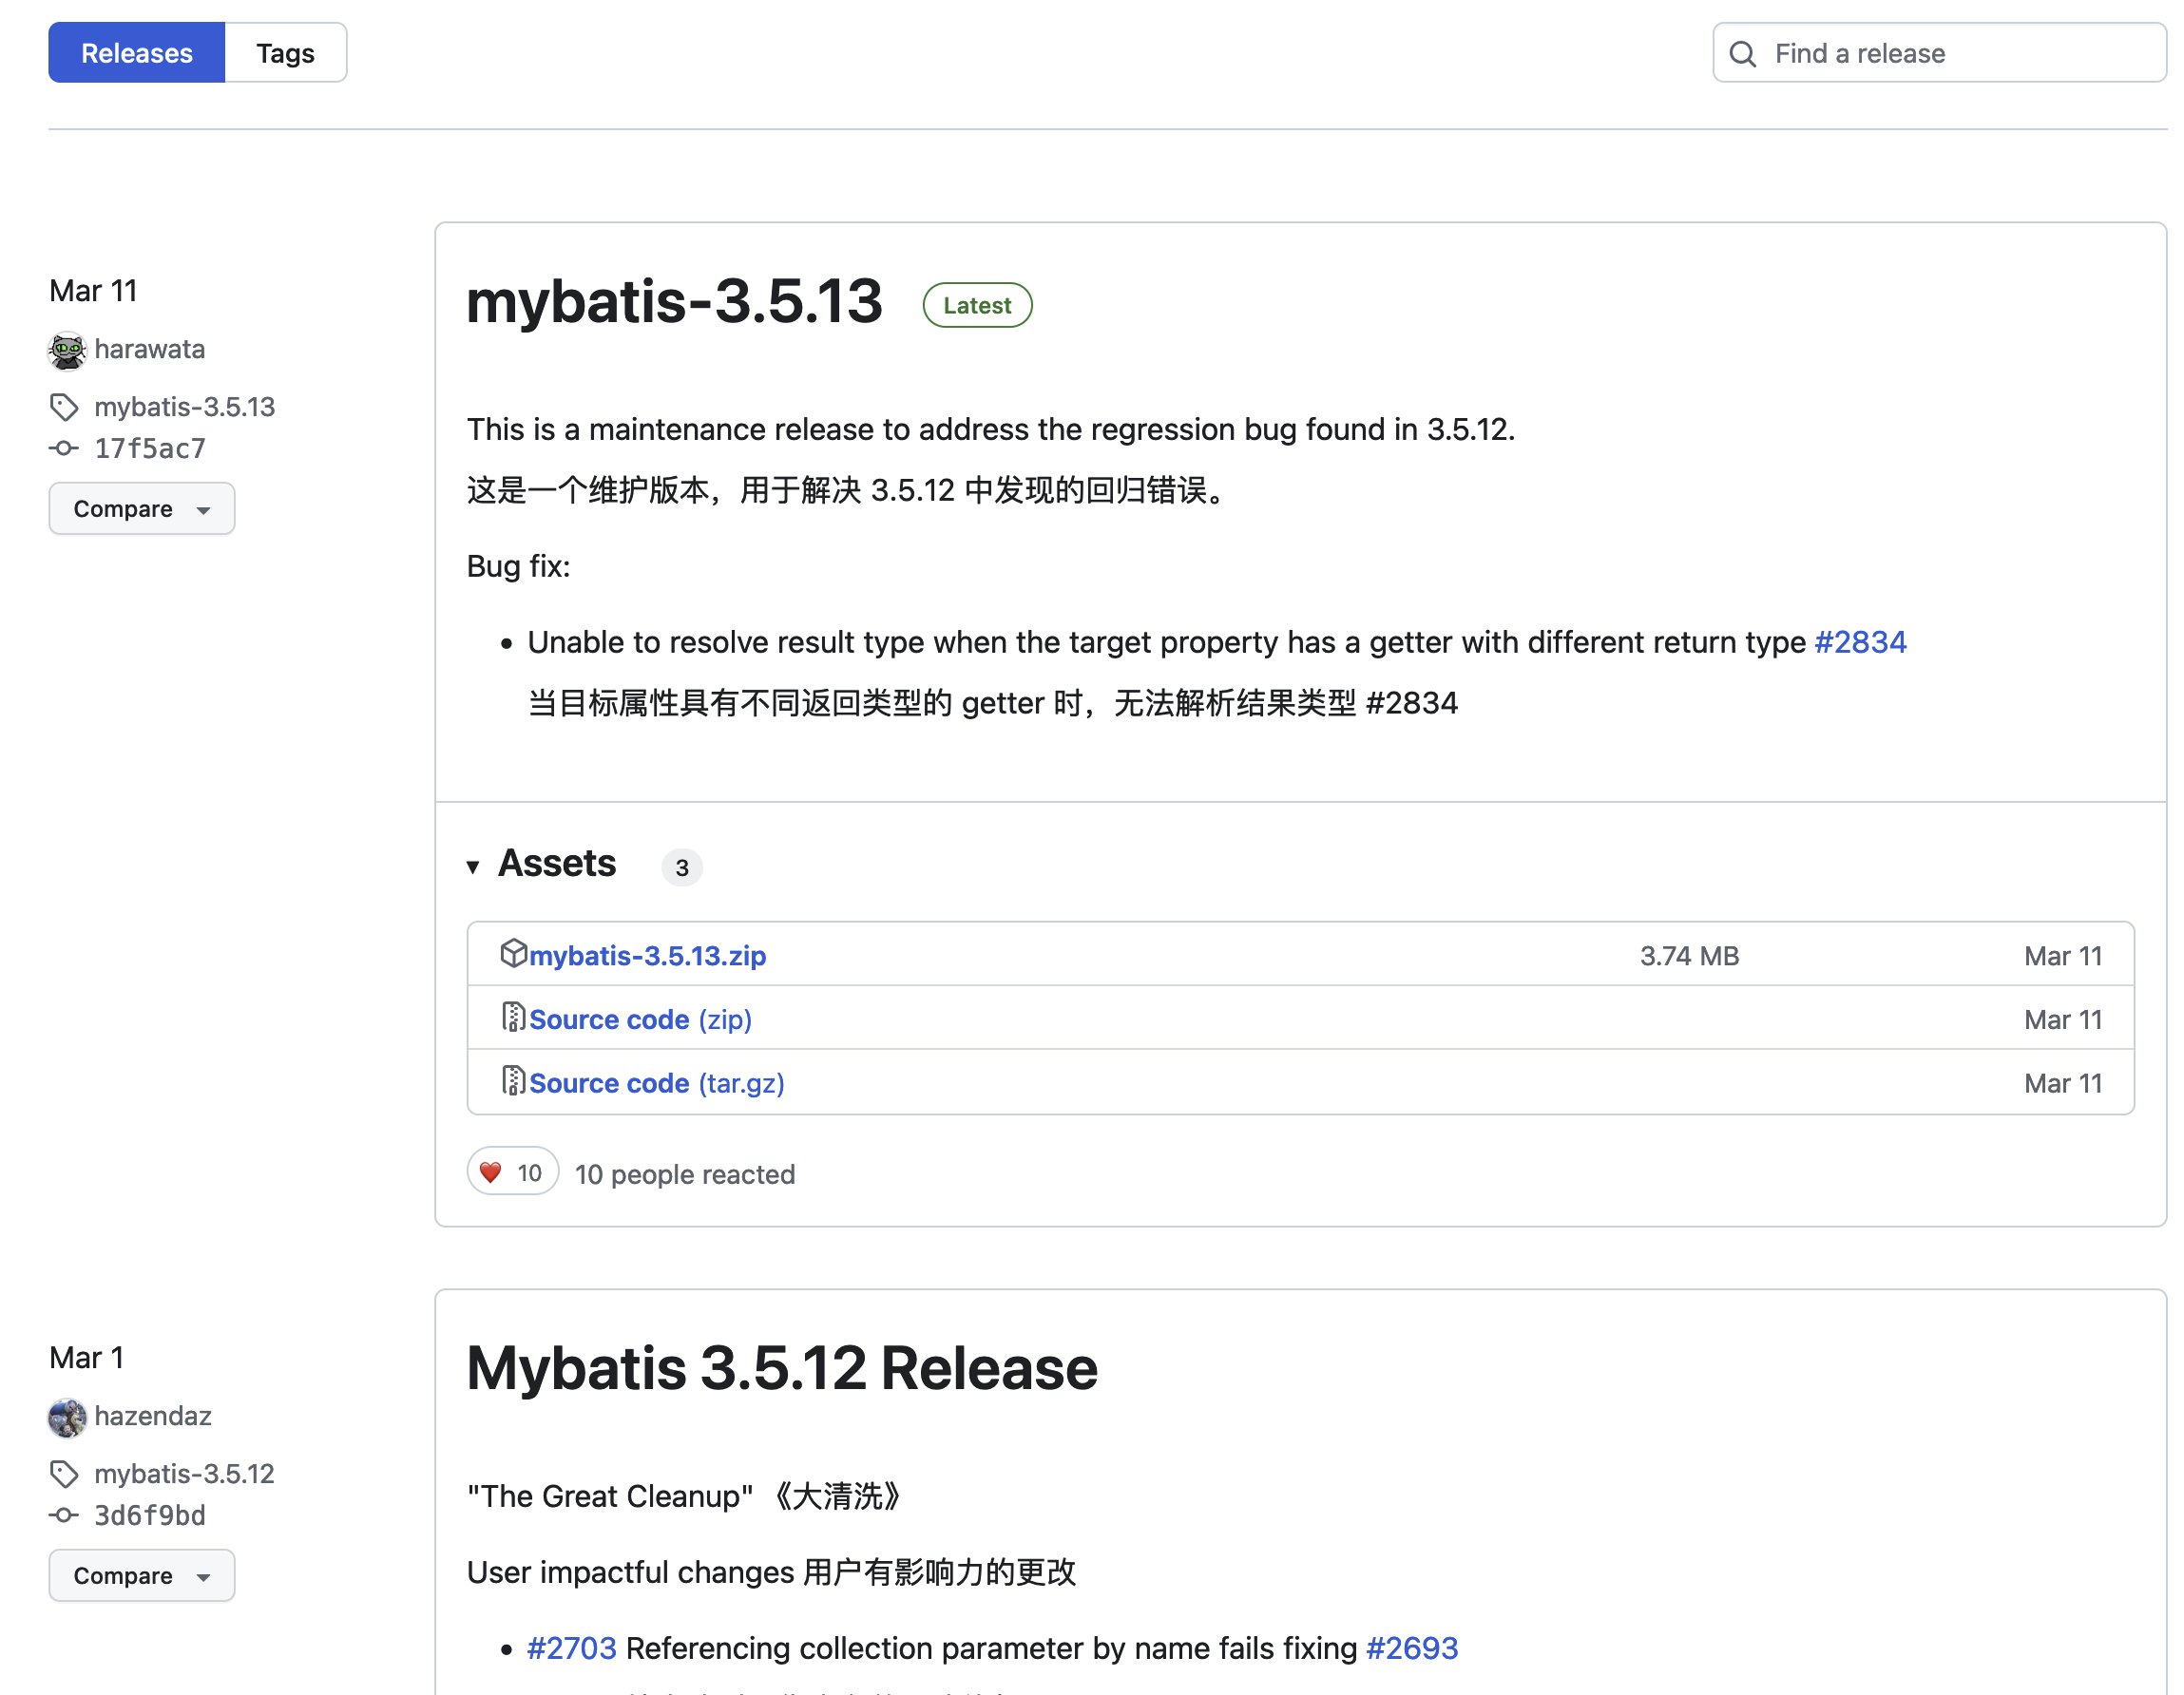 Releases
Tags
Find a release
Mar 11
harawata
mybatis-3.5.13
17f5ac7
Compare
mybatis-3.5.13 Latest
This is a maintenance release to address the regression bug found in 3.5.12.
这是一个维护版本，用于解决 3.5.12 中发现的回归错误。
Bug fix:
• Unable to resolve result type when the target property has a getter with different return type #2834
当目标属性具有不同返回类型的 getter 时，无法解析结果类型 #2834
Assets 3
mybatis-3.5.13.zip 3.74 MB Mar 11
Source code (zip) Mar 11
Source code (tar.gz) Mar 11
❤️ 10 10 people reacted
Mar 1
hazendaz
mybatis-3.5.12
3d6f9bd
Compare
Mybatis 3.5.12 Release
"The Great Cleanup" 《大清洗》
User impactful changes 用户有影响力的更改
• #2703 Referencing collection parameter by name fails fixing #2693